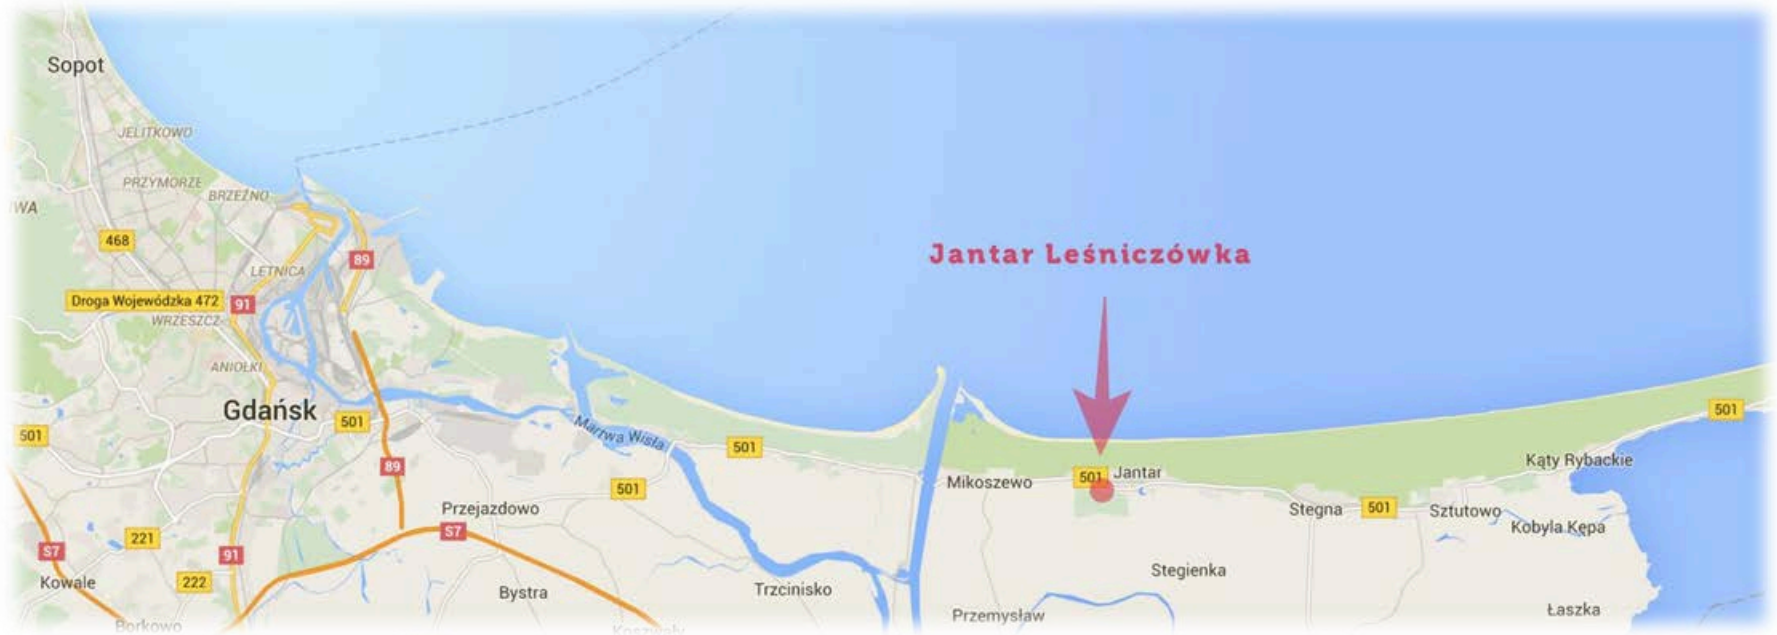 Sopot
JELITKOWO
PRZYMORZE
BRZEŹNO
WA
468
89
LETNICA
Jantar Leśniczówka
Droga Wojewódzka 472
91
WRZESZCZ
ANIOŁKI
Gdańsk
501
501
501
Martwa Wisła
501
501
Kąty Rybackie
89
501
Jantar
Mikoszewo
501
Przejazdowo
Stegna
501
Sztutowo
Kobyla Kępa
S7
221
91
S7
Kowale
222
Bystra
Trzcinisko
Stegienka
Borkowo
Koszwały
Przemysław
Łaszka